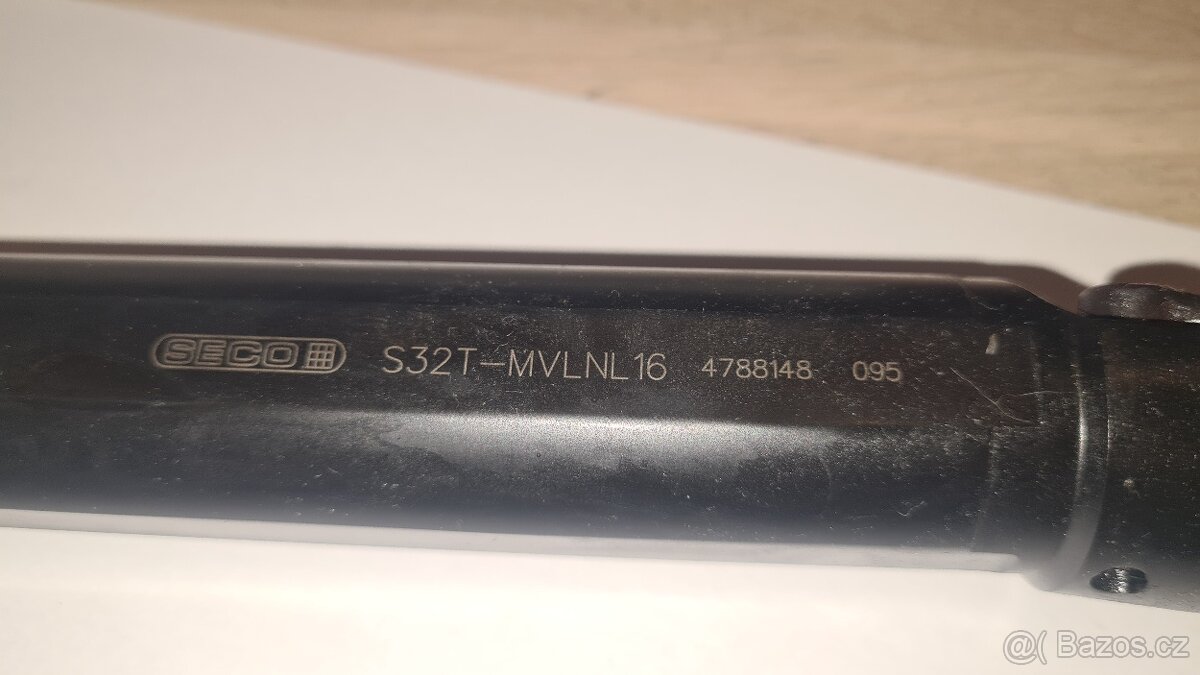 SECO S32T-MVLNL16 4788148 095
@( Bazos.cz